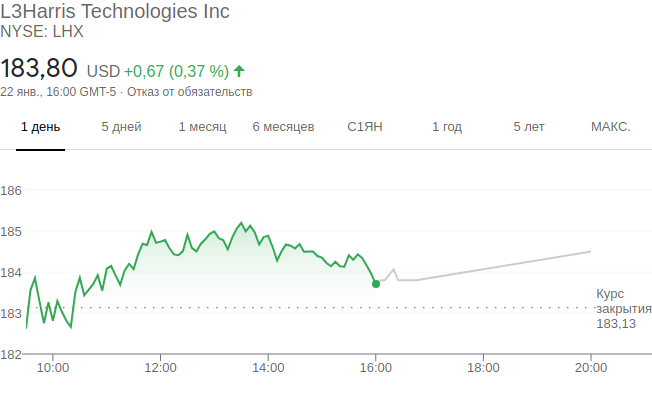 L3Harris Technologies Inc
NYSE: LHX
183,80 USD +0,67 (0,37 %)
22 янв., 16:00 GMT-5 · Отказ от обязательств
1 день 5 дней 1 месяц 6 месяцев С1ЯН 1 год 5 лет МАКС.
186
185
184
183
182
Курс
закрытия
183,13
10:00 12:00 14:00 16:00 18:00 20:00